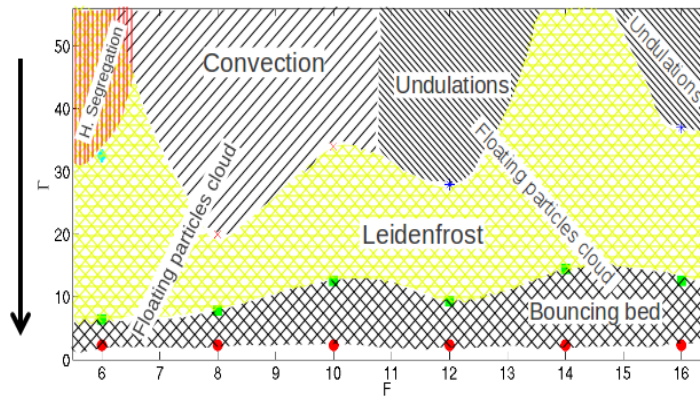 50
40
30
20
10
0
Γ
H. Segregation
Convection
Undulations
Undulations
Floating particles cloud
Floating particles cloud
Leidenfrost
Bouncing bed
6 7 8 9 10 11 12 13 14 15 16
F